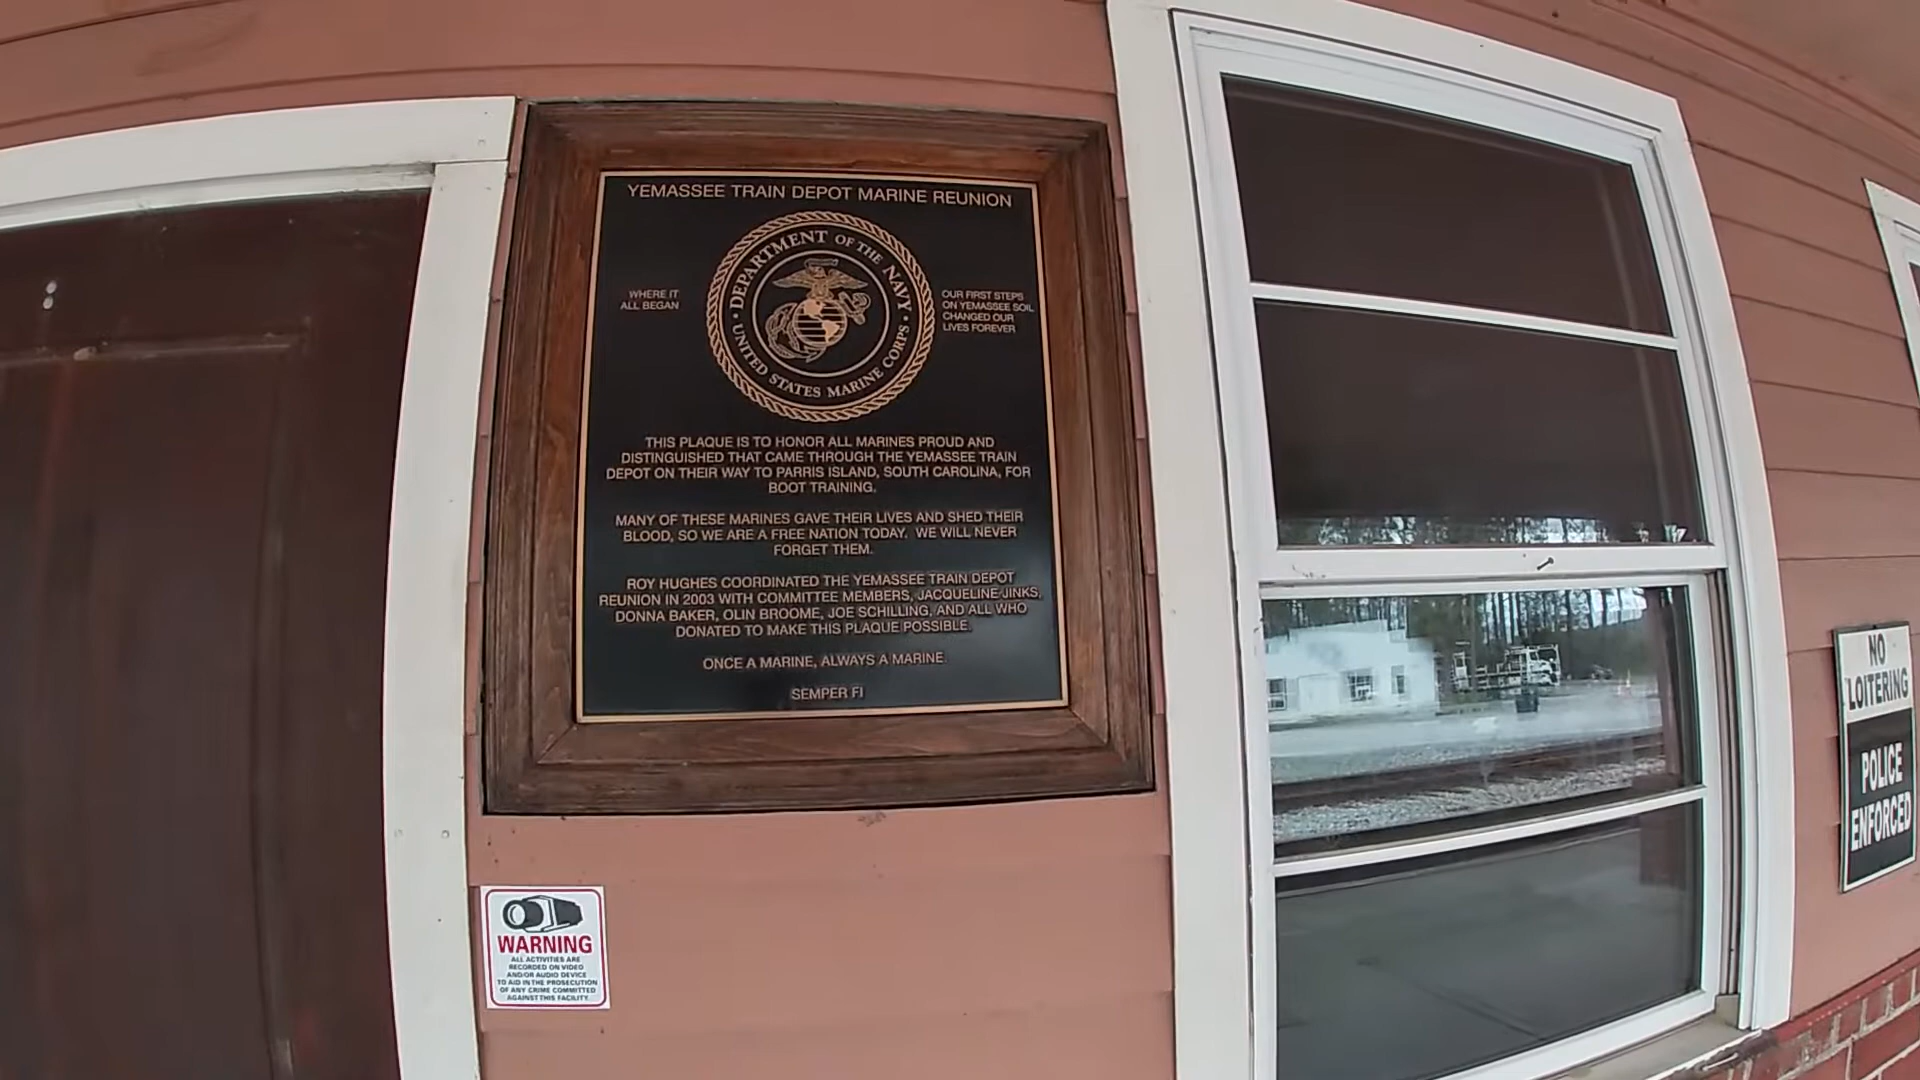 YEMASSEE TRAIN DEPOT MARINE REUNION
DEPARTMENT OF THE NAVY
UNITED STATES MARINE CORPS
WHERE IT
ALL BEGAN
OUR FIRST STEPS
ON YEMASSEE SOIL
CHANGED OUR
LIVES FOREVER
THIS PLAQUE IS TO HONOR ALL MARINES PROUD AND
DISTINGUISHED THAT CAME THROUGH THE YEMASSEE TRAIN
DEPOT ON THEIR WAY TO PARRIS ISLAND, SOUTH CAROLINA, FOR
BOOT TRAINING.
MANY OF THESE MARINES GAVE THEIR LIVES AND SHED THEIR
BLOOD, SO WE ARE A FREE NATION TODAY. WE WILL NEVER
FORGET THEM.
ROY HUGHES COORDINATED THE YEMASSEE TRAIN DEPOT
REUNION IN 2003 WITH COMMITTEE MEMBERS, JACQUELINE JINKS,
DONNA BAKER, OLIN BROOME, JOE SCHILLING, AND ALL WHO
DONATED TO MAKE THIS PLAQUE POSSIBLE.
ONCE A MARINE, ALWAYS A MARINE.
SEMPER FI
WARNING
ALL ACTIVITIES ARE
RECORDED ON VIDEO
AND/OR AUDIO DEVICE
TO AID IN THE PROSECUTION
OF ANY CRIME COMMITTED
AGAINST THIS FACILITY.
NO
LOITERING
POLICE
ENFORCED